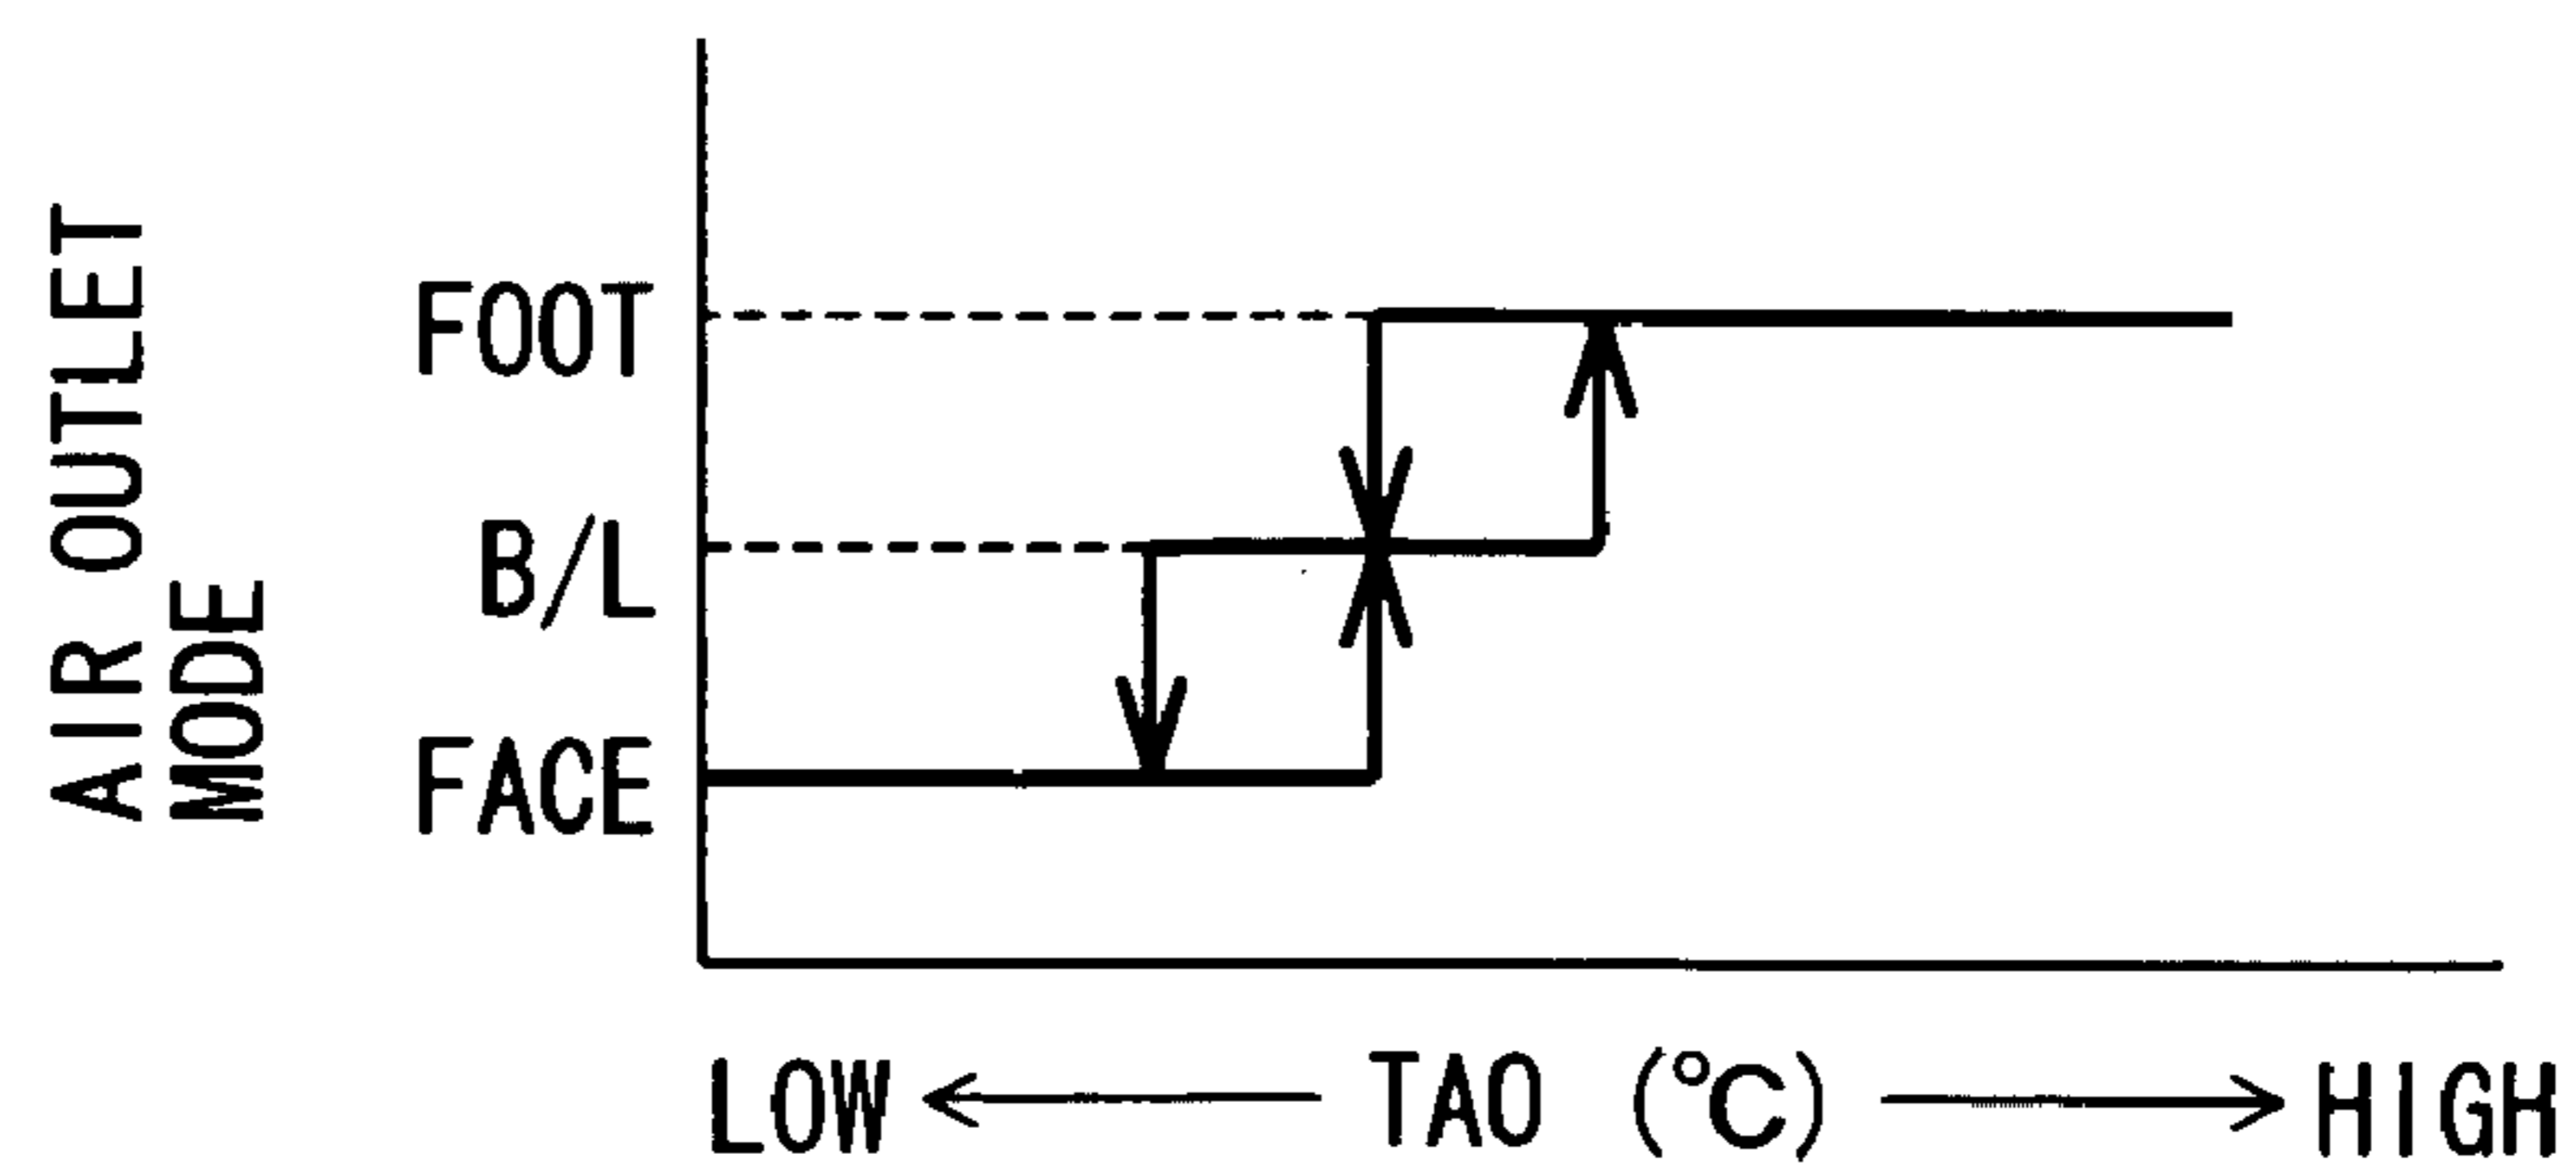 AIR OUTLET
MODE
FOOT
B/L
FACE
LOW ← TAO (°C) → HIGH